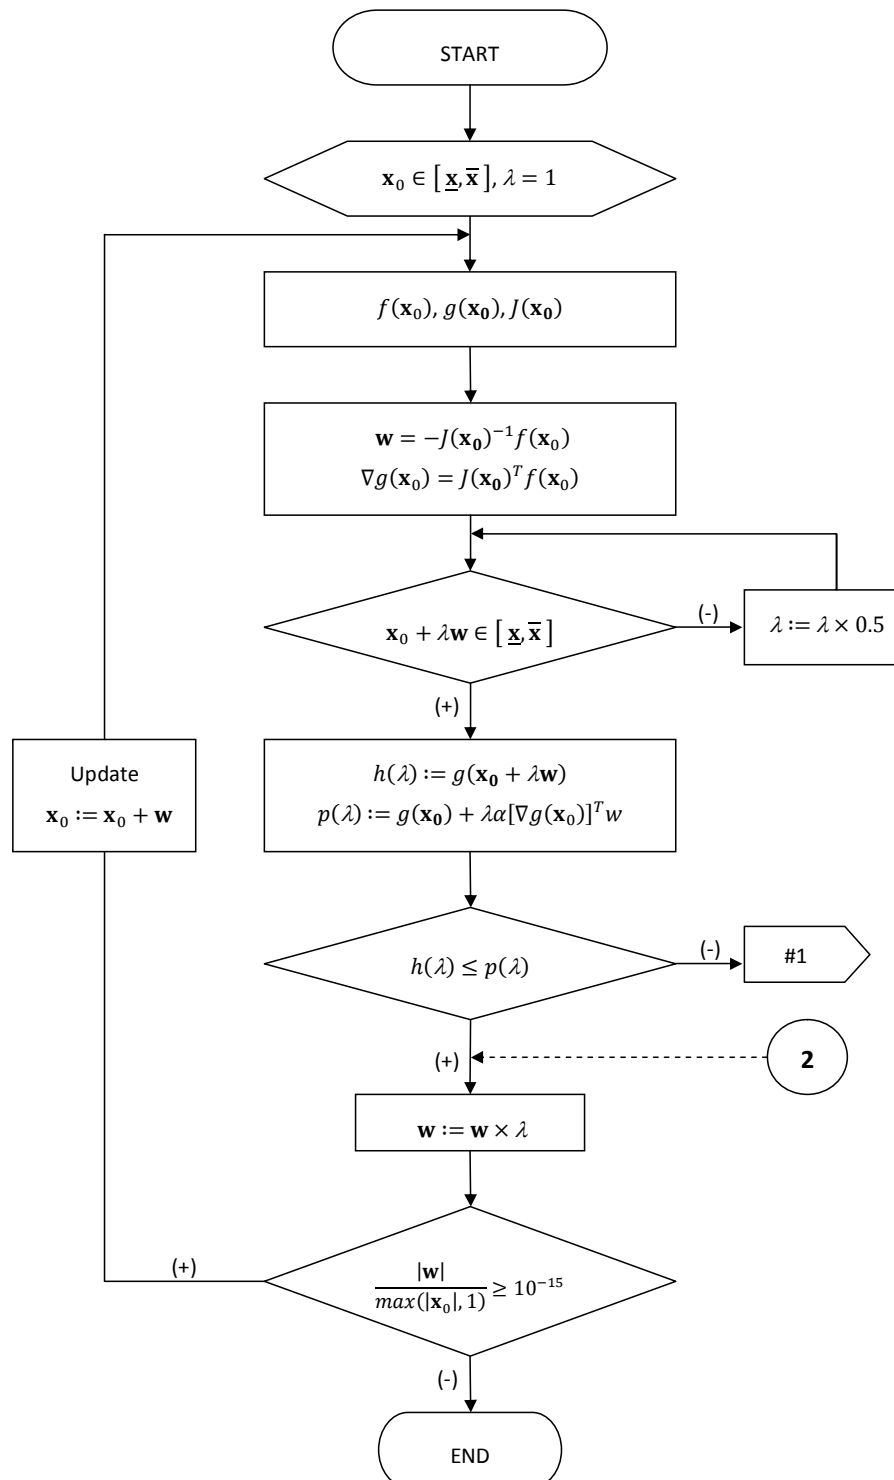 START
𝐱₀ ∈ [ 𝐱̲, 𝐱̅ ], λ = 1
f(𝐱₀), g(𝐱₀), J(𝐱₀)
𝐰 = −J(𝐱₀)⁻¹f(𝐱₀)
∇g(𝐱₀) = J(𝐱₀)ᵀf(𝐱₀)
𝐱₀ + λ𝐰 ∈ [ 𝐱̲, 𝐱̅ ]
(-)
λ := λ × 0.5
(+)
Update
𝐱₀ := 𝐱₀ + 𝐰
h(λ) := g(𝐱₀ + λ𝐰)
p(λ) := g(𝐱₀) + λα[∇g(𝐱₀)]ᵀw
h(λ) ≤ p(λ)
(-)
#1
(+)
2
𝐰 := 𝐰 × λ
(+)
|𝐰| / max(|𝐱₀|, 1) ≥ 10⁻¹⁵
(-)
END